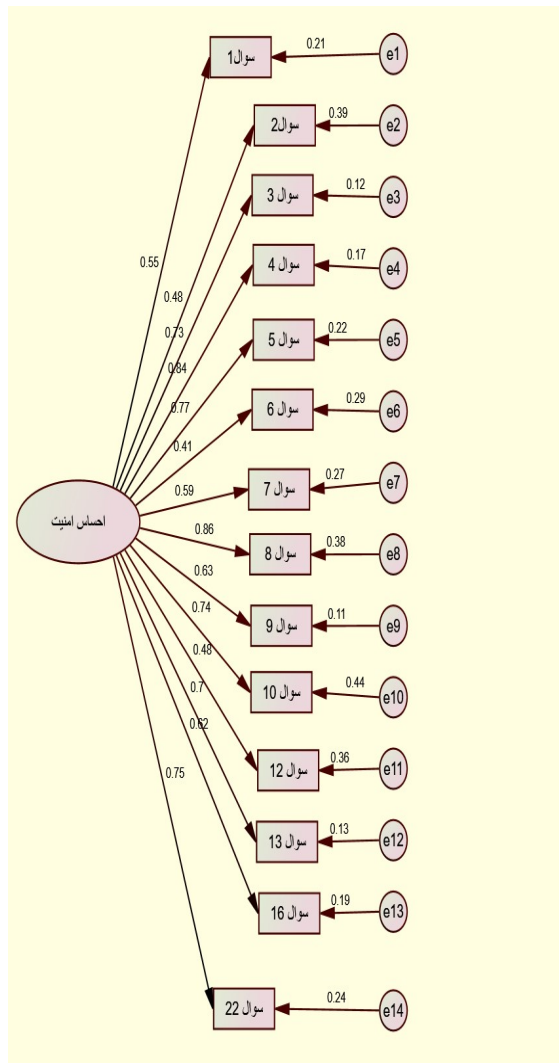 سوال1
0.21
e1
سوال2
0.39
e2
سوال 3
0.12
e3
سوال 4
0.17
e4
0.55
0.48
0.73
سوال 5
0.22
e5
0.84
0.77
سوال 6
0.29
e6
0.41
0.59
سوال 7
0.27
e7
احساس امنیت
0.86
سوال 8
0.38
e8
0.63
سوال 9
0.11
e9
0.74
0.48
0.7
سوال 10
0.44
e10
0.62
سوال 12
0.36
e11
0.75
سوال 13
0.13
e12
سوال 16
0.19
e13
سوال 22
0.24
e14